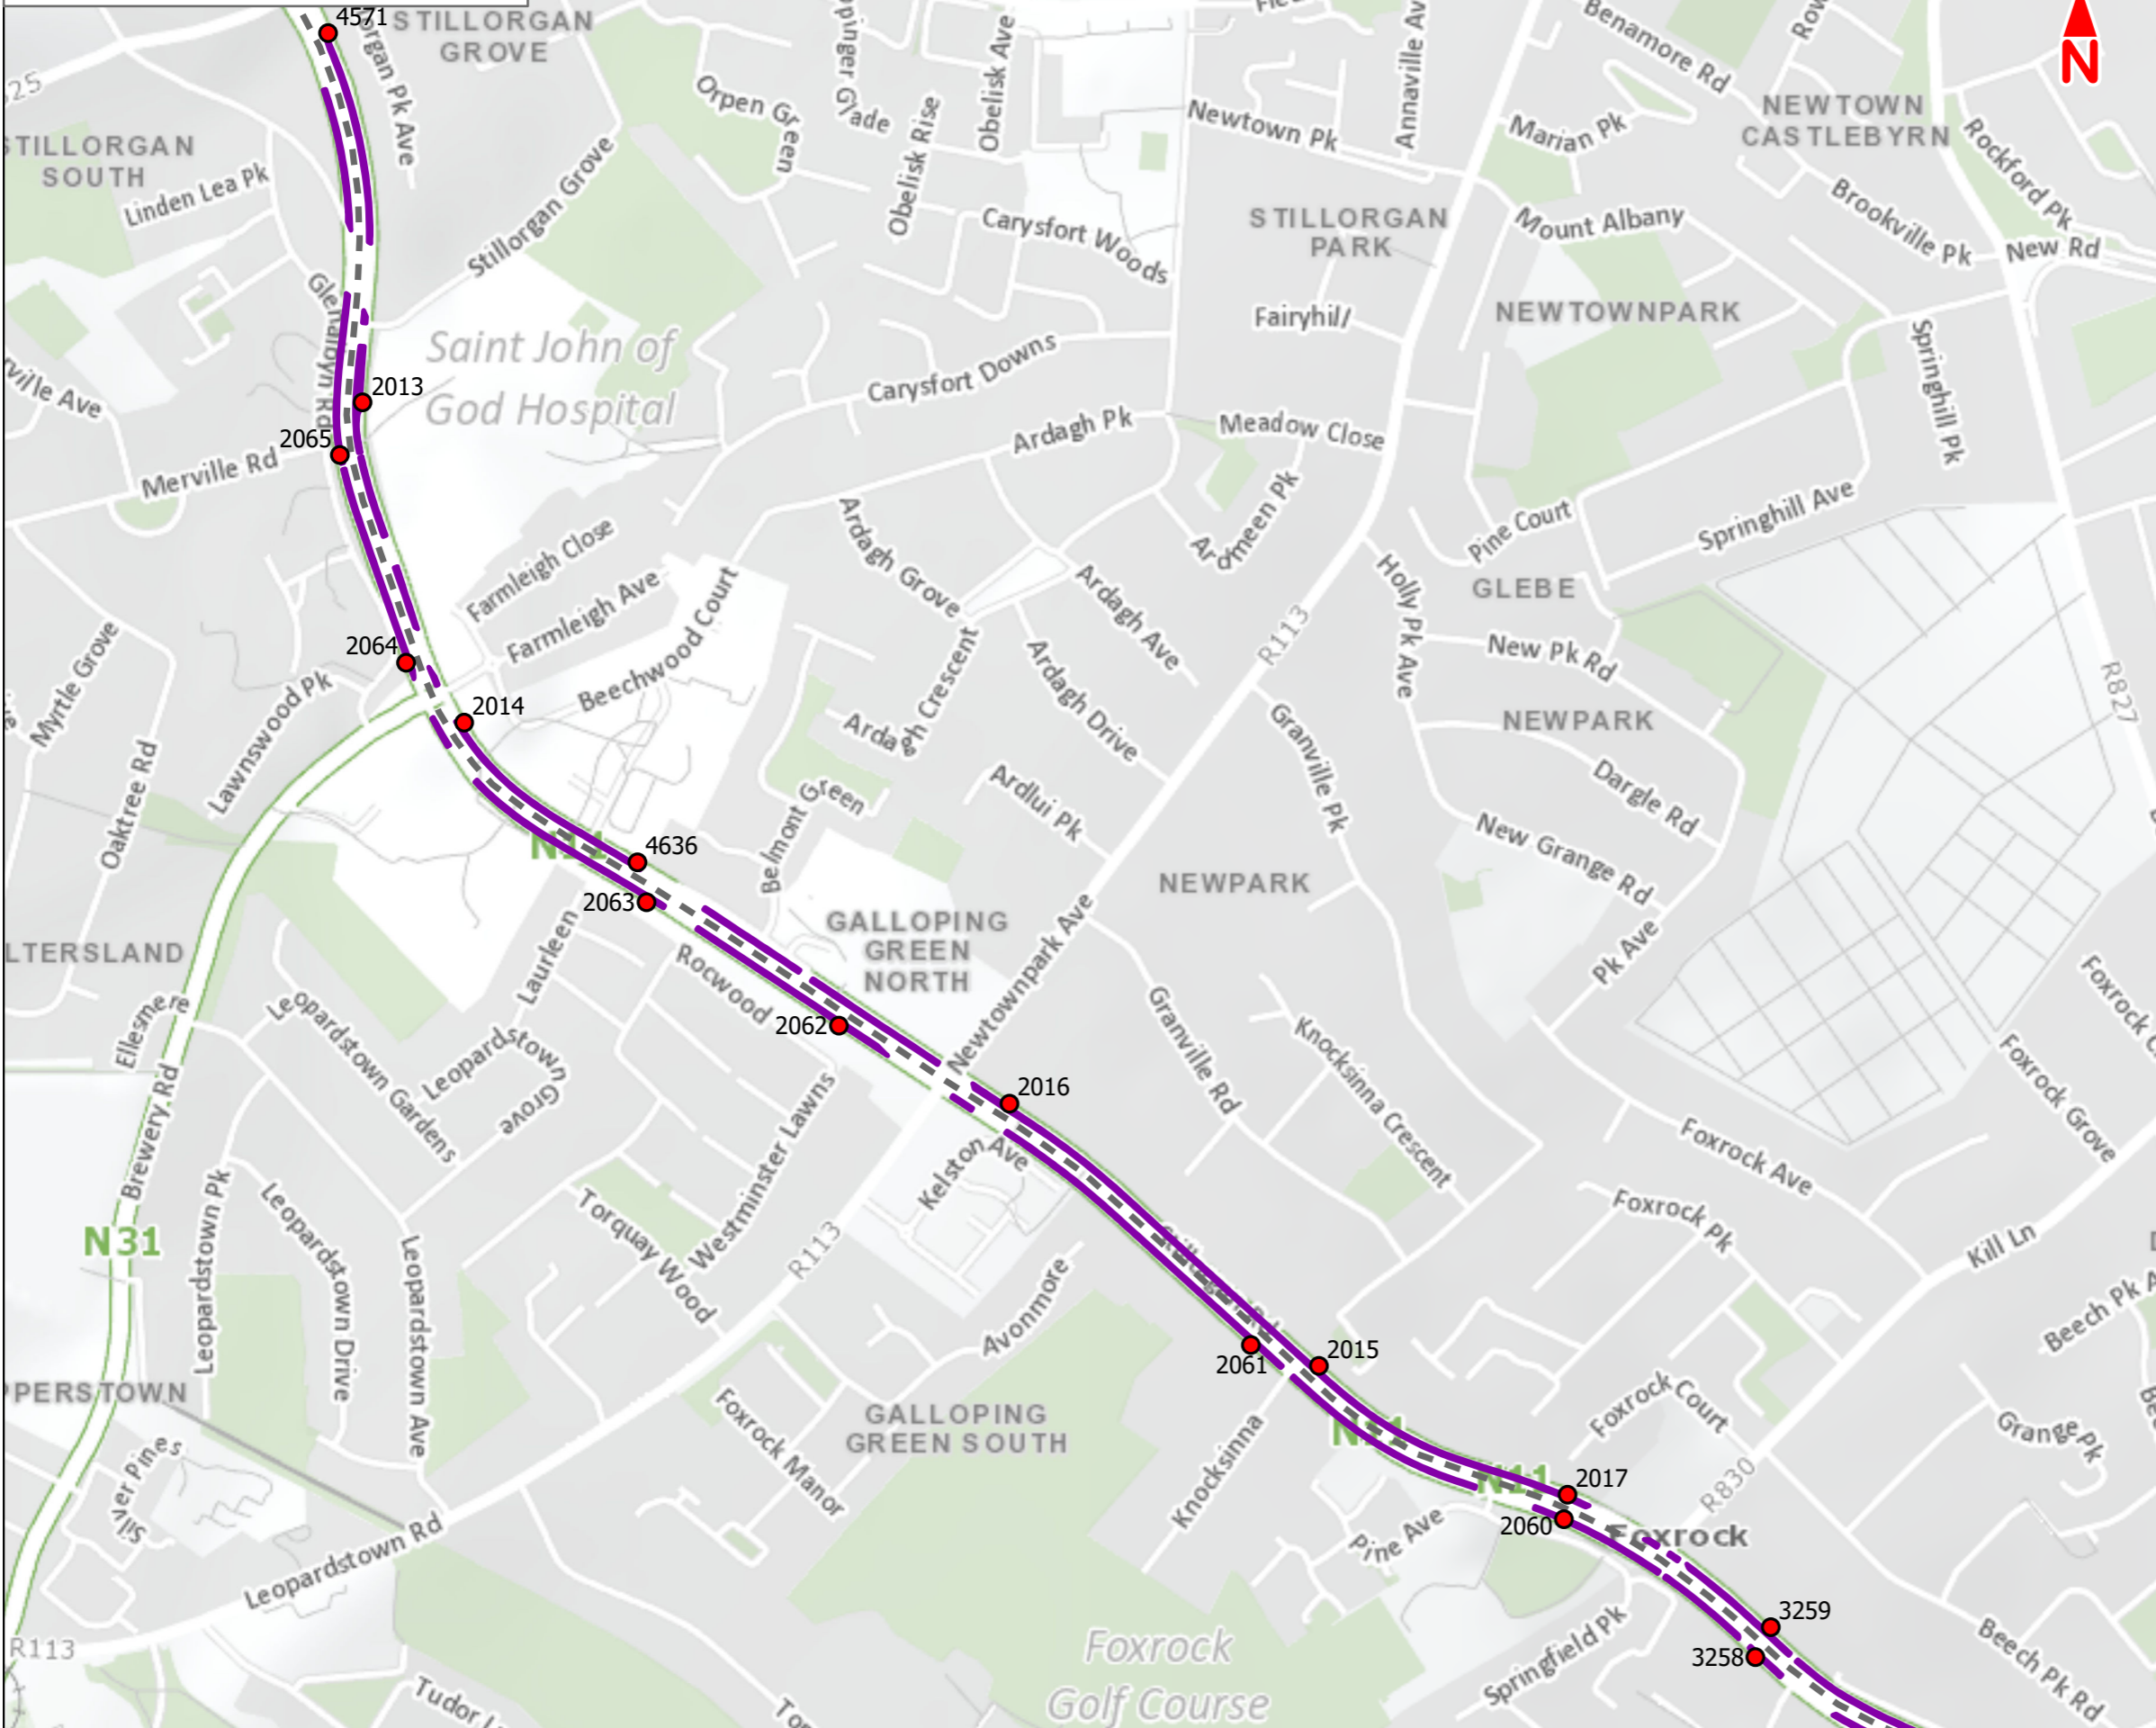 4571
STILLORGAN
GROVE
Orpen Green
Obelisk Ave
Obelisk Rise
Annaville Av
Benamore Rd
N
NEWTOWN
CASTLEBYRN
Newtown Pk
Marian Pk
Rockford Pk
STILLORGAN
SOUTH
Linden Lea Pk
Stillorgan Grove
Carysfort Woods
STILLORGAN
PARK
Mount Albany
Brookville Pk
New Rd
NEWTOWNPARK
Fairyhill
Springhill Pk
Glenalbyn Rd
Saint John of
God Hospital
2013
2065
Merville Rd
Carysfort Downs
Ardagh Pk
Meadow Close
Ardmeen Pk
Pine Court
Springhill Ave
GLEBE
Farmleigh Close
Farmleigh Ave
Beechwood Court
Ardagh Grove
Ardagh Ave
Ardagh Crescent
Ardagh Drive
R113
Holly Pk Ave
New Pk Rd
NEWPARK
R827
2064
2014
Myrtle Grove
Lawnswood Pk
Oaktree Rd
Granville Pk
Dargle Rd
New Grange Rd
Ardlui Pk
Belmont Green
N11
4636
2063
NEWPARK
GALLOPING
GREEN
NORTH
Newtownpark Ave
Pk Ave
LTERSLAND
Laurleen
Rocwood
2062
Ellesmere
Leopardstown Gardens
Leopardstown Grove
Brewery Rd
2016
Granville Rd
Knocksinna Crescent
Foxrock Grove
Foxrock Ave
Foxrock Pk
Kill Ln
Kelston Ave
Westminster Lawns
Torquay Wood
R113
N31
Leopardstown Pk
Leopardstown Drive
Leopardstown Ave
Avonmore
2061
2015
Beech Pk A
PPERSTOWN
GALLOPING
GREEN SOUTH
Foxrock Manor
Knocksinna
N11
N11
2017
2060
Foxrock Court
R830
Grange Pk
Foxrock
Pine Ave
Silver Pines
Leopardstown Rd
R113
3259
3258
Springfield Pk
Foxrock
Golf Course
Beech Pk Rd